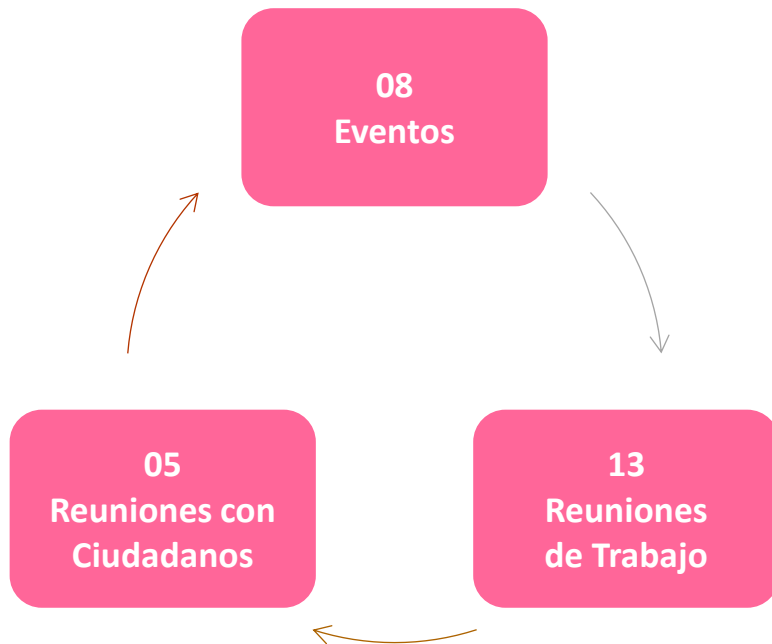 08
Eventos
13
Reuniones
de Trabajo
05
Reuniones con
Ciudadanos